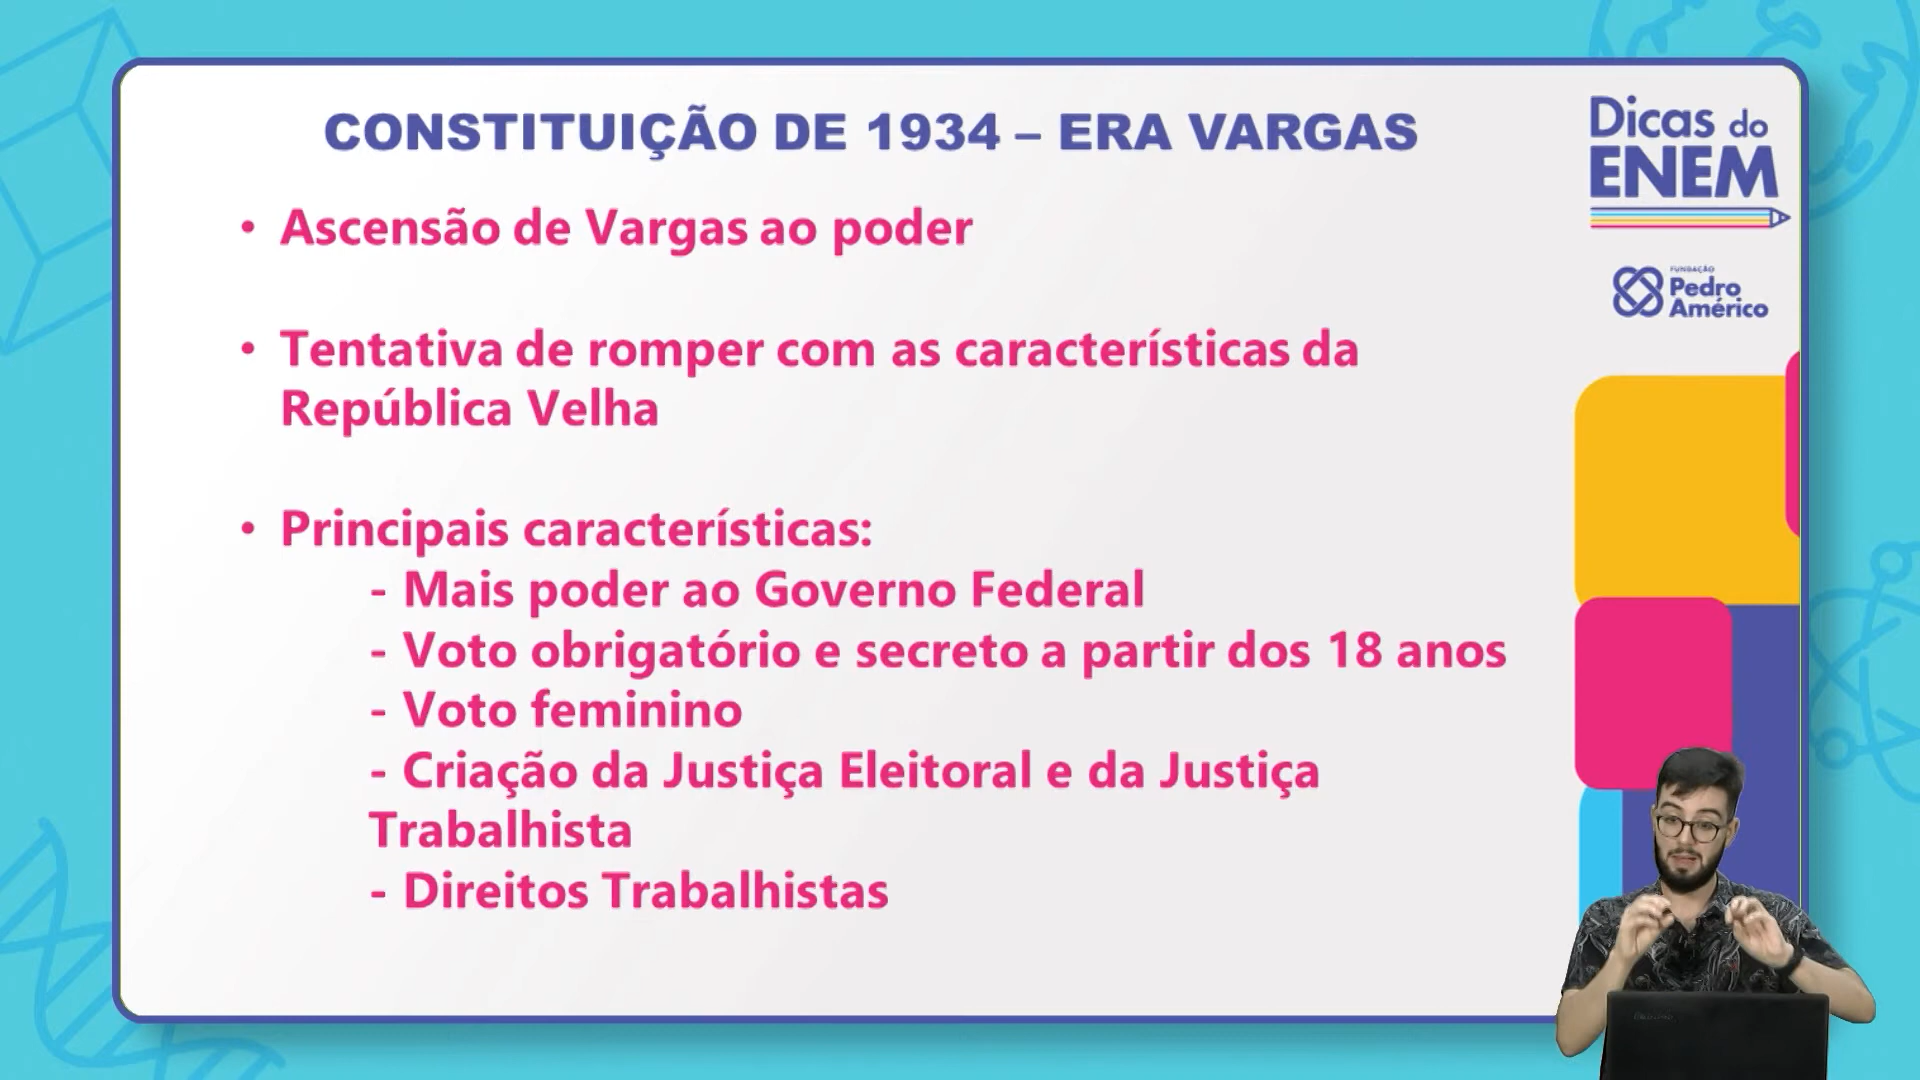 CONSTITUIÇÃO DE 1934 – ERA VARGAS
Dicas do
ENEM
FUNDAÇÃO
Pedro
Américo
• Ascensão de Vargas ao poder
• Tentativa de romper com as características da
República Velha
• Principais características:
- Mais poder ao Governo Federal
- Voto obrigatório e secreto a partir dos 18 anos
- Voto feminino
- Criação da Justiça Eleitoral e da Justiça
Trabalhista
- Direitos Trabalhistas